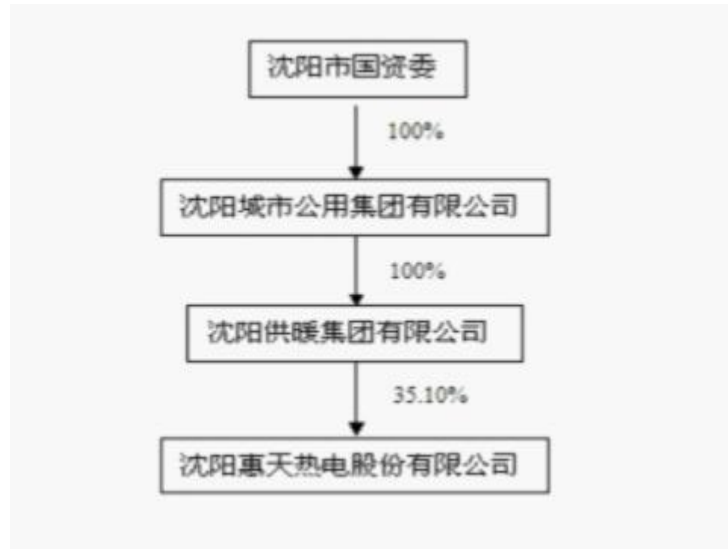 沈阳市国资委
100%
沈阳城市公用集团有限公司
100%
沈阳供暖集团有限公司
35.10%
沈阳惠天热电股份有限公司